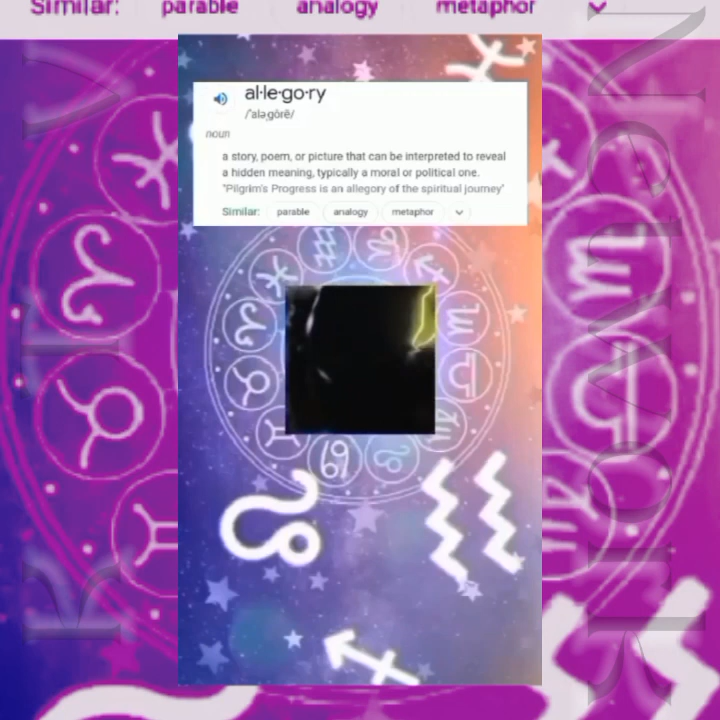 Similar: parable analogy metaphor
al·le·go·ry
/ˈaləˌɡôrē/
noun
a story, poem, or picture that can be interpreted to reveal
a hidden meaning, typically a moral or political one.
"Pilgrim's Progress is an allegory of the spiritual journey"
Similar: parable analogy metaphor